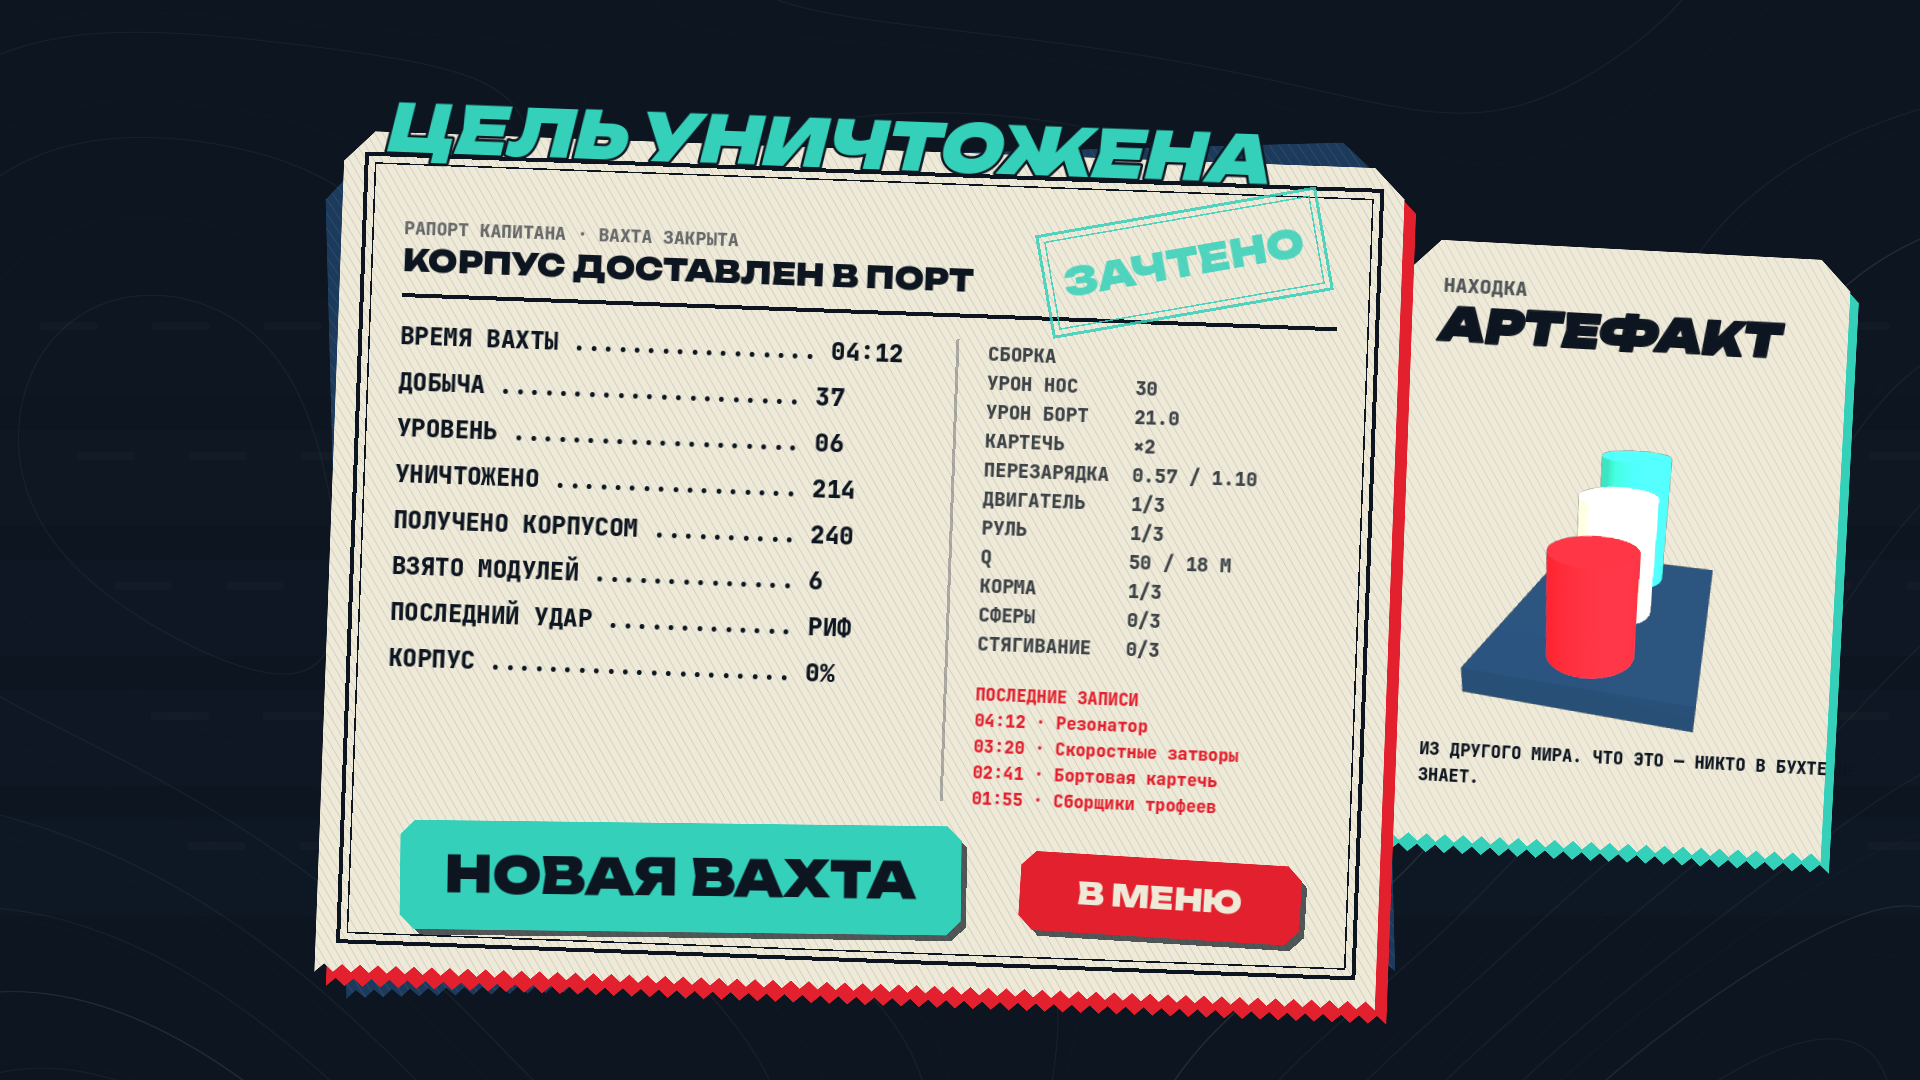 ЦЕЛЬ УНИЧТОЖЕНА
РАПОРТ КАПИТАНА · ВАХТА ЗАКРЫТА
КОРПУС ДОСТАВЛЕН В ПОРТ
ЗАЧТЕНО
ВРЕМЯ ВАХТЫ ................. 04:12
ДОБЫЧА ..................... 37
УРОВЕНЬ .................... 06
УНИЧТОЖЕНО ................. 214
ПОЛУЧЕНО КОРПУСОМ .......... 240
ВЗЯТО МОДУЛЕЙ .............. 6
ПОСЛЕДНИЙ УДАР ............. РИФ
КОРПУС ..................... 0%
СБОРКА
УРОН НОС 30
УРОН БОРТ 21.0
КАРТЕЧЬ ×2
ПЕРЕЗАРЯДКА 0.57 / 1.10
ДВИГАТЕЛЬ 1/3
РУЛЬ 1/3
Q 50 / 18 М
КОРМА 1/3
СФЕРЫ 0/3
СТЯГИВАНИЕ 0/3
ПОСЛЕДНИЕ ЗАПИСИ
04:12 · Резонатор
03:20 · Скоростные затворы
02:41 · Бортовая картечь
01:55 · Сборщики трофеев
НОВАЯ ВАХТА
В МЕНЮ
НАХОДКА
АРТЕФАКТ
ИЗ ДРУГОГО МИРА. ЧТО ЭТО — НИКТО В БУХТЕ
ЗНАЕТ.